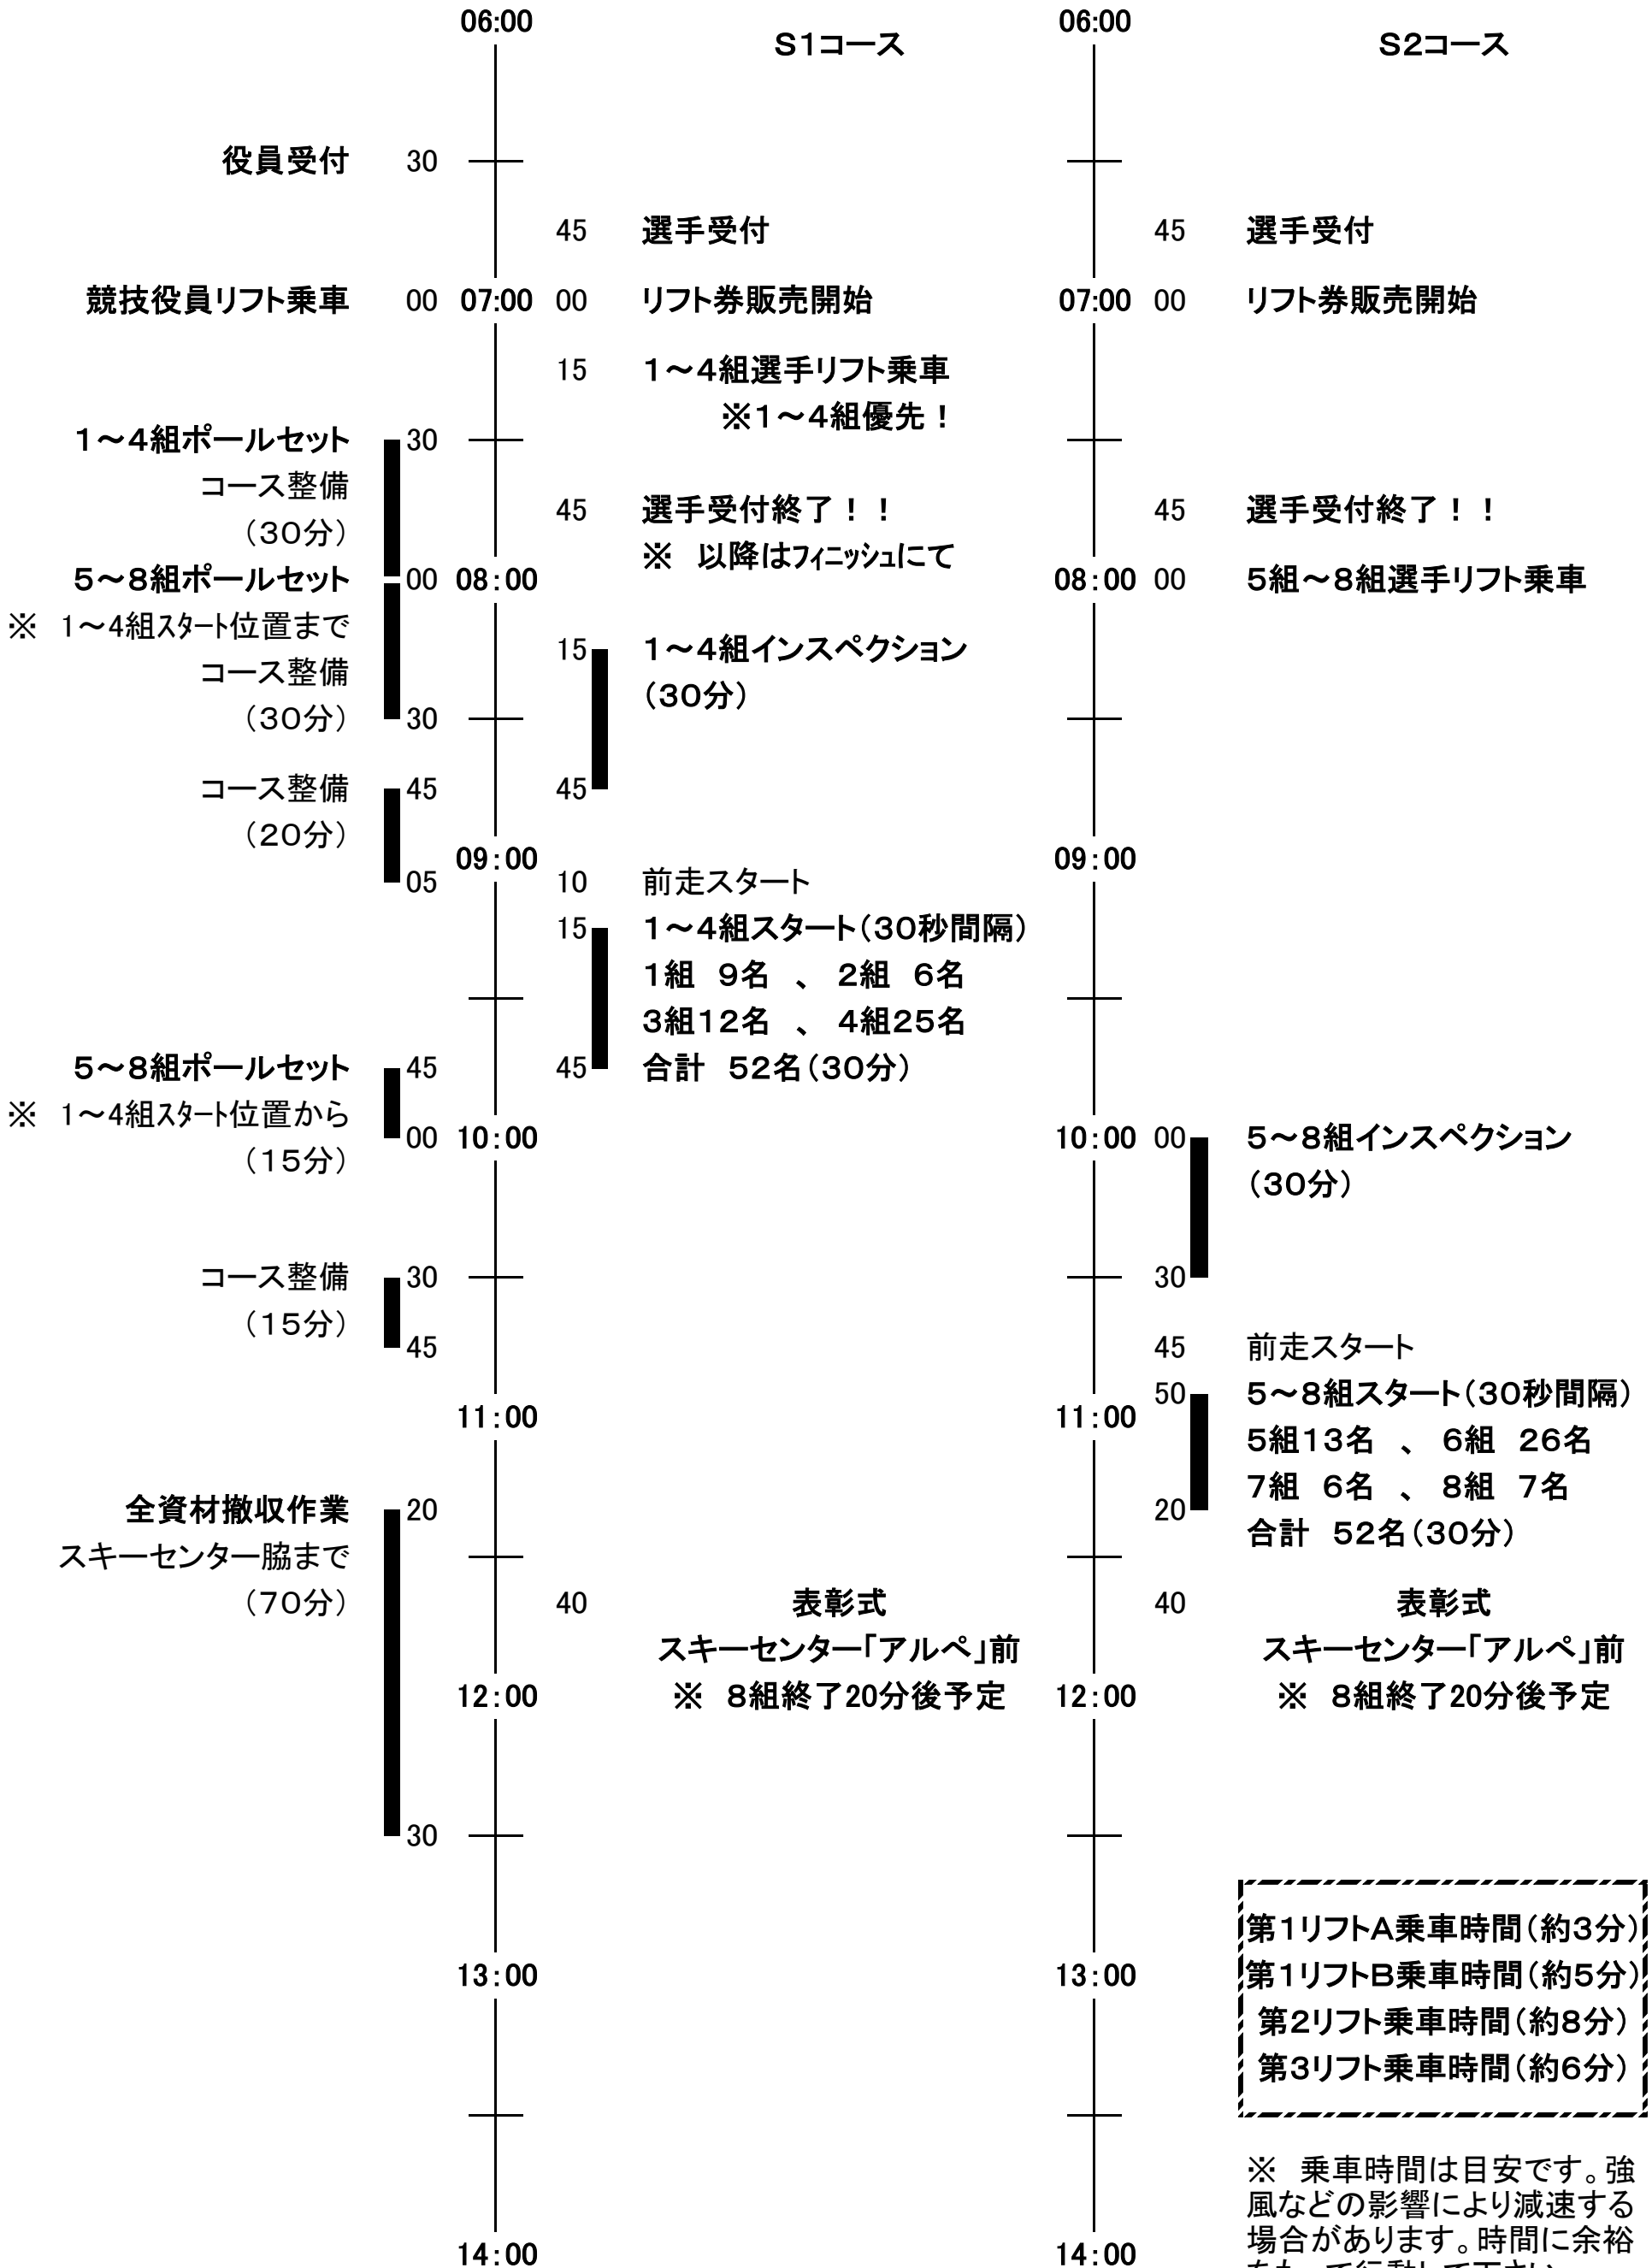 06:00
S1コース
06:00
S2コース
役員受付 30
45 選手受付
45 選手受付
競技役員リフト乗車 00 07:00 00 リフト券販売開始
07:00 00 リフト券販売開始
15 1～4組選手リフト乗車
※1～4組優先！
1～4組ポールセット 30
コース整備
（30分）
45 選手受付終了！！
※ 以降はフィニッシュにて
45 選手受付終了！！
5～8組ポールセット 00 08:00
08:00 00 5組～8組選手リフト乗車
※ 1～4組スタート位置まで
コース整備
（30分） 30
15 1～4組インスペクション
（30分）
コース整備 45
45
（20分）
09:00
09:00
05
10 前走スタート
15 1～4組スタート（30秒間隔）
1組 9名 、 2組 6名
3組12名 、 4組25名
45 合計 52名（30分）
5～8組ポールセット 45
※ 1～4組スタート位置から
00 10:00
（15分）
10:00 00 5～8組インスペクション
（30分）
コース整備 30
（15分）
45
30
45 前走スタート
50 5～8組スタート（30秒間隔）
11:00
11:00
5組13名 、 6組 26名
7組 6名 、 8組 7名
20
合計 52名（30分）
全資材撤収作業 20
スキーセンター脇まで
（70分）
40 表彰式
スキーセンター「アルペ」前
※ 8組終了20分後予定
40 表彰式
スキーセンター「アルペ」前
※ 8組終了20分後予定
12:00
12:00
30
第1リフトA乗車時間（約3分）
第1リフトB乗車時間（約5分）
第2リフト乗車時間（約8分）
第3リフト乗車時間（約6分）
13:00
13:00
※ 乗車時間は目安です。強
風などの影響により減速する
場合があります。時間に余裕
14:00
14:00